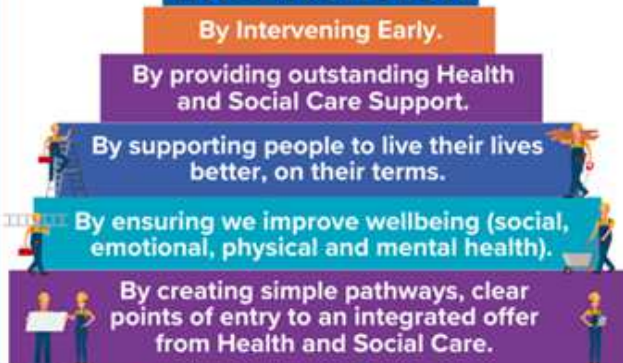 By Intervening Early.
By providing outstanding Health
and Social Care Support.
By supporting people to live their lives
better, on their terms.
By ensuring we improve wellbeing (social,
emotional, physical and mental health).
By creating simple pathways, clear
points of entry to an integrated offer
from Health and Social Care.